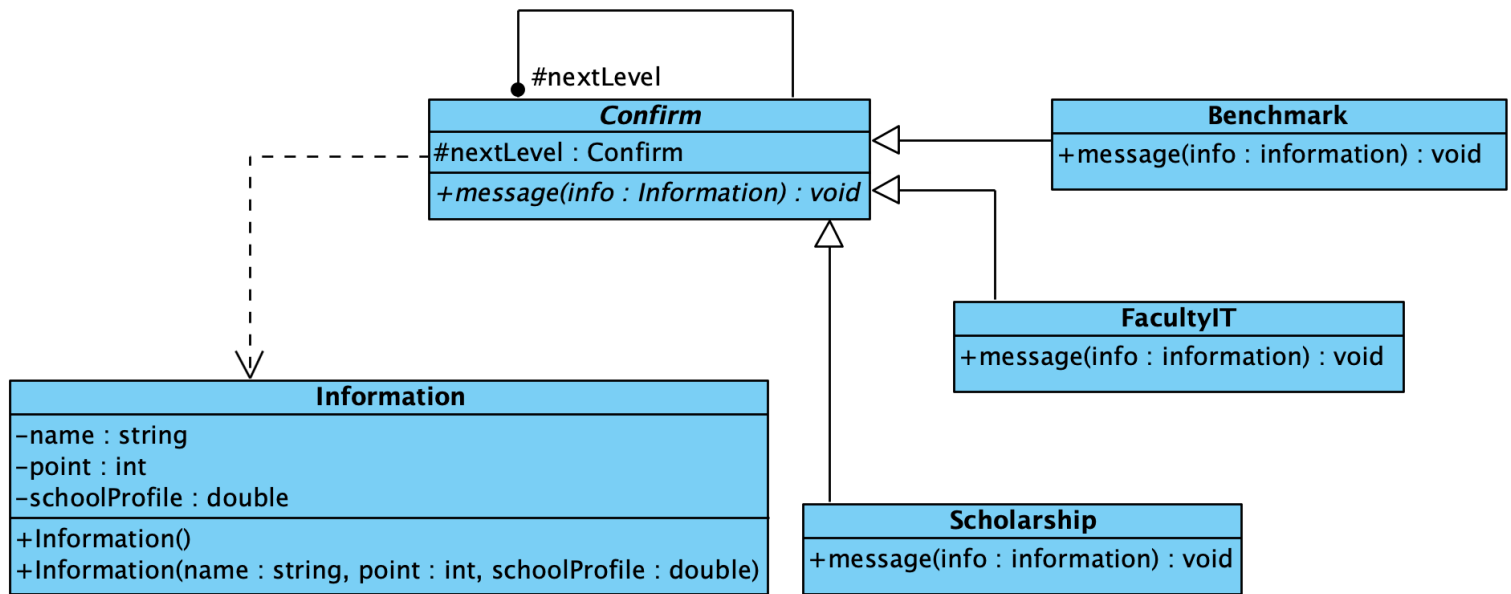 #nextLevel
Confirm
#nextLevel : Confirm
+message(info : Information) : void
Benchmark
+message(info : information) : void
FacultyIT
+message(info : information) : void
Information
-name : string
-point : int
-schoolProfile : double
+Information()
+Information(name : string, point : int, schoolProfile : double)
Scholarship
+message(info : information) : void